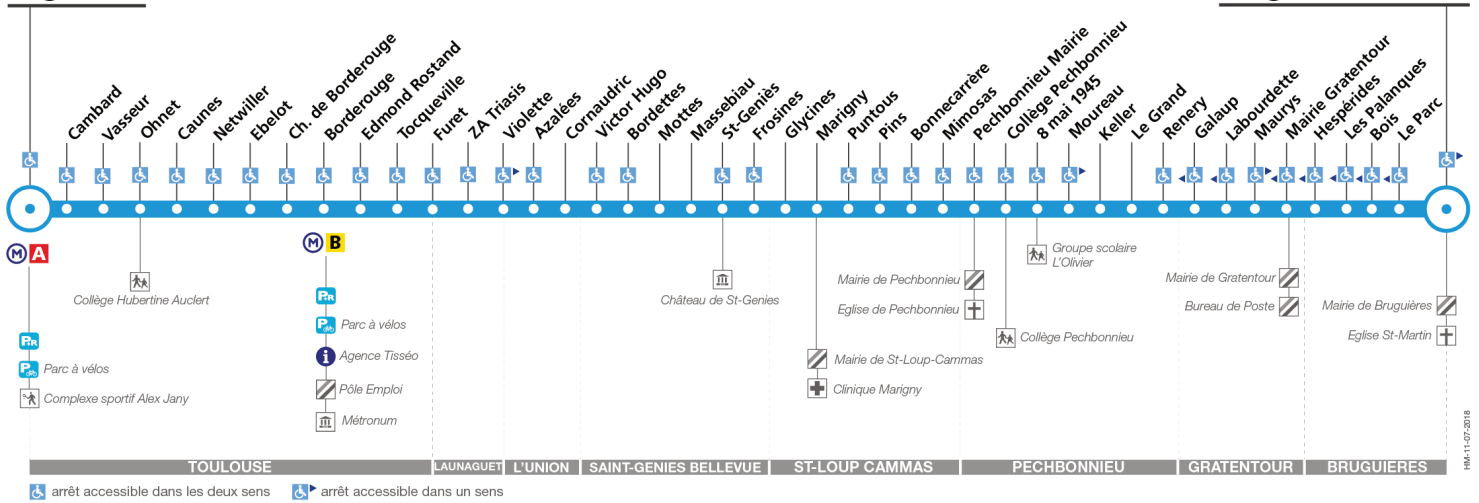 Cambard
Vasseur
Ohnet
Caunes
Netwiller
Ebelot
Ch. de Borderouge
Borderouge
Edmond Rostand
Tocqueville
Furet
ZA Triasis
Violette
Azalées
Cornaudric
Victor Hugo
Bordettes
Mottes
Massebiau
St-Geniès
Frosines
Glycines
Marigny
Puntous
Pins
Bonnecarrère
Mimosas
Pechbonnieu Mairie
Collège Pechbonnieu
8 mai 1945
Moureau
Keller
Le Grand
Renery
Galaup
Labourdette
Maurys
Mairie Gratentour
Hespérides
Les Palanques
Bois
Le Parc
M A
M B
Collège Hubertine Auclert
P+R
Parc à vélos
Complexe sportif Alex Jany
P+R
Parc à vélos
Agence Tisséo
Pôle Emploi
Métronum
Château de St-Genies
Mairie de St-Loup-Cammas
Clinique Marigny
Mairie de Pechbonnieu
Eglise de Pechbonnieu
Collège Pechbonnieu
Groupe scolaire
L'Olivier
Mairie de Gratentour
Bureau de Poste
Mairie de Bruguières
Eglise St-Martin
HM-11-07-2018
TOULOUSE
LAUNAGUET
L'UNION
SAINT-GENIES BELLEVUE
ST-LOUP CAMMAS
PECHBONNIEU
GRATENTOUR
BRUGUIERES
arrêt accessible dans les deux sens
arrêt accessible dans un sens